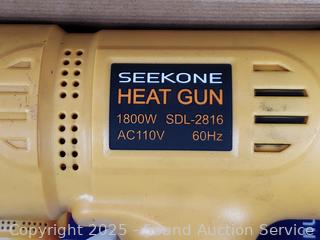 SEEKONE
HEAT GUN
1800W SDL-2816
AC110V 60Hz
Copyright 2025 - Sound Auction Service